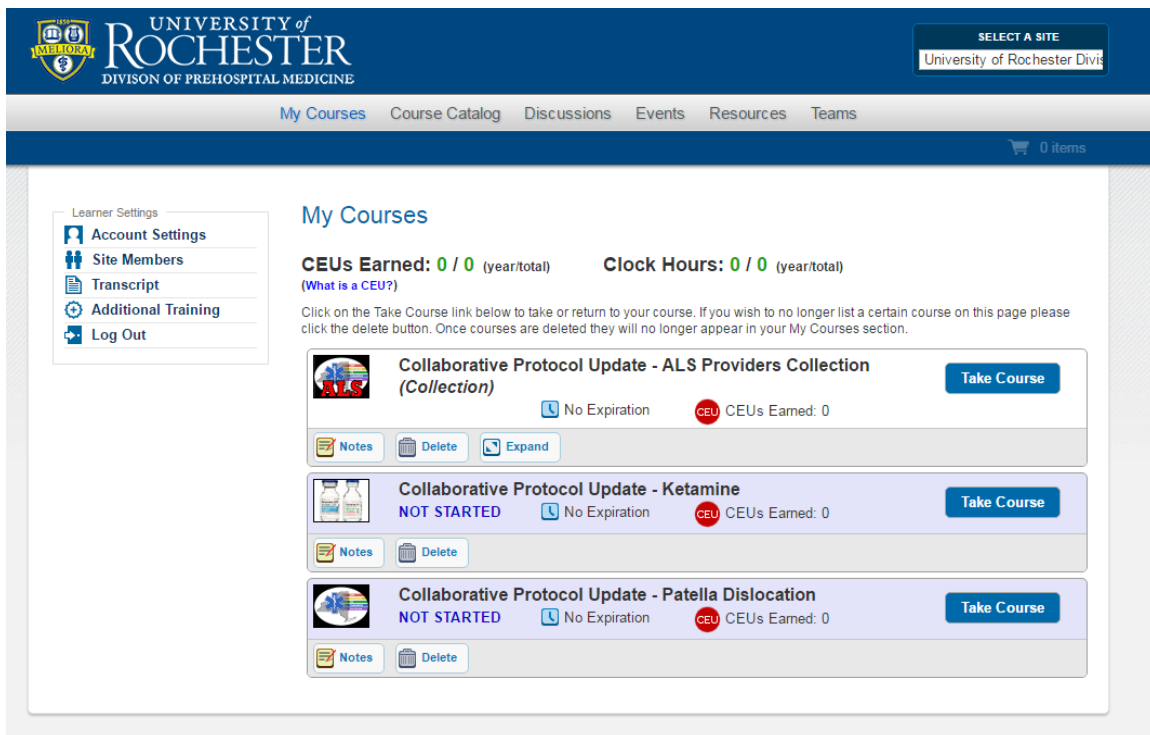 UNIVERSITY of
ROCHESTER
DIVISON OF PREHOSPITAL MEDICINE
1850
MELIORA
SELECT A SITE
University of Rochester Divis
My Courses Course Catalog Discussions Events Resources Teams
0 items
Learner Settings
Account Settings
Site Members
Transcript
Additional Training
Log Out
My Courses
CEUs Earned: 0 / 0 (year/total) Clock Hours: 0 / 0 (year/total)
(What is a CEU?)
Click on the Take Course link below to take or return to your course. If you wish to no longer list a certain course on this page please
click the delete button. Once courses are deleted they will no longer appear in your My Courses section.
ALS
Collaborative Protocol Update - ALS Providers Collection
(Collection)
Take Course
No Expiration CEU CEUs Earned: 0
Notes Delete Expand
Collaborative Protocol Update - Ketamine
NOT STARTED No Expiration CEU CEUs Earned: 0
Take Course
Notes Delete
Collaborative Protocol Update - Patella Dislocation
NOT STARTED No Expiration CEU CEUs Earned: 0
Take Course
Notes Delete